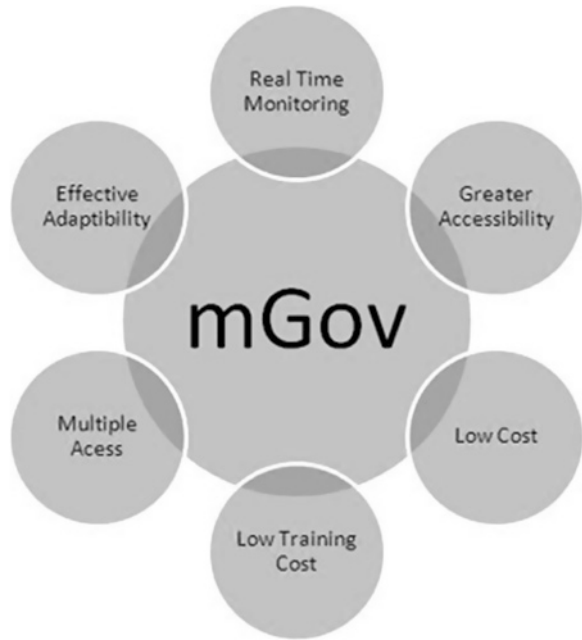 Real Time
Monitoring
Effective
Adaptibility
Greater
Accessibility
mGov
Multiple
Acess
Low Cost
Low Training
Cost